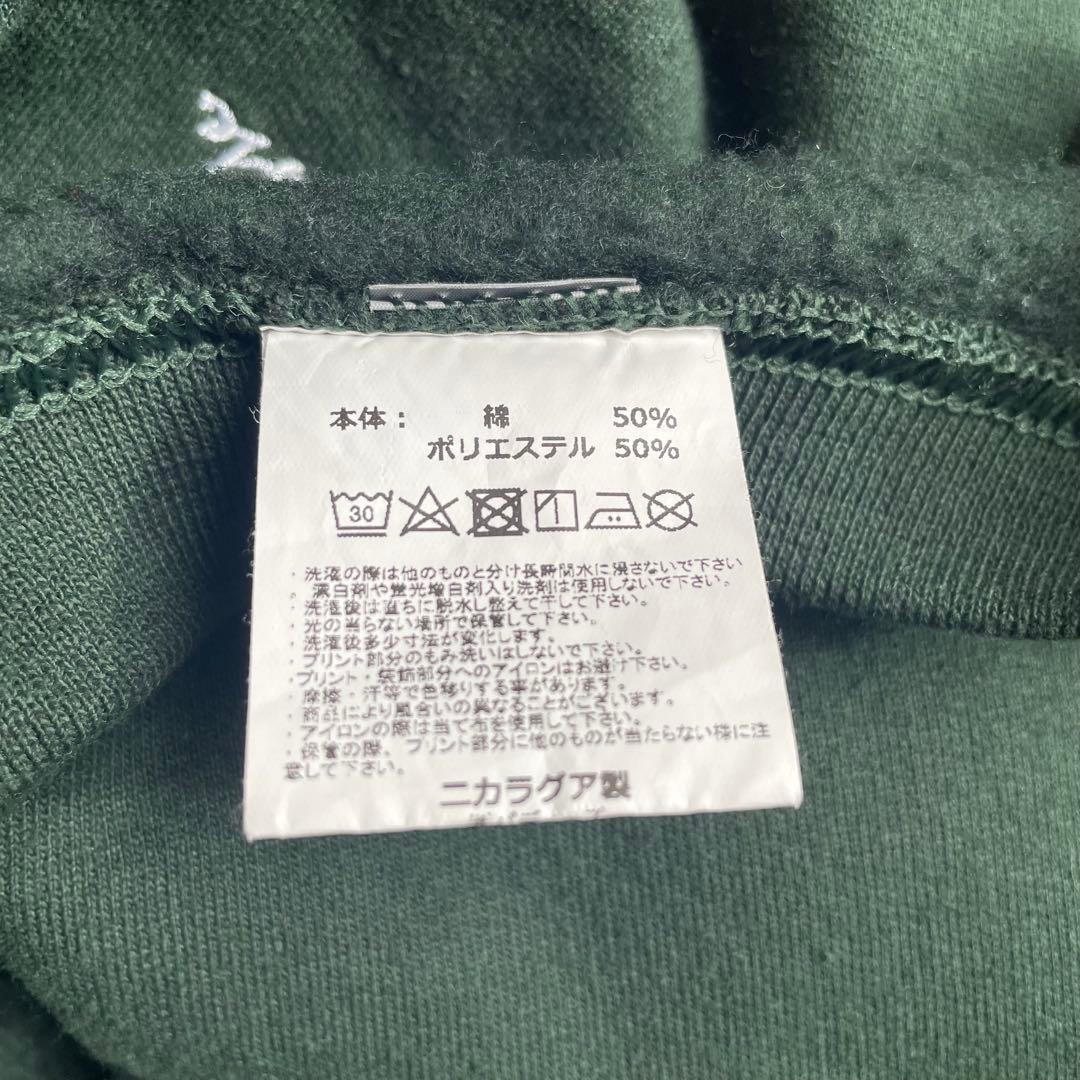 本体： 綿 50%
ポリエステル 50%
30
・洗濯の際は他のものと分け長時間水に浸さないで下さい
。漂白剤や蛍光増白剤入り洗剤は使用しないで下さい。
・洗濯後は直ちに脱水し整えて干して下さい。
・光の当らない場所で保管して下さい。
・洗濯後多少寸法が変化します。
・プリント部分のもみ洗いはしないで下さい。
・プリント・装飾部分へのアイロンはお避け下さい。
・摩擦・汗等で色移りする事があります。
・商品により風合いの異なることがございます。
・アイロンの際は当て布を使用して下さい。
・保管の際、プリント部分に他のものが当たらない様に注
意して下さい。
ニカラグア製